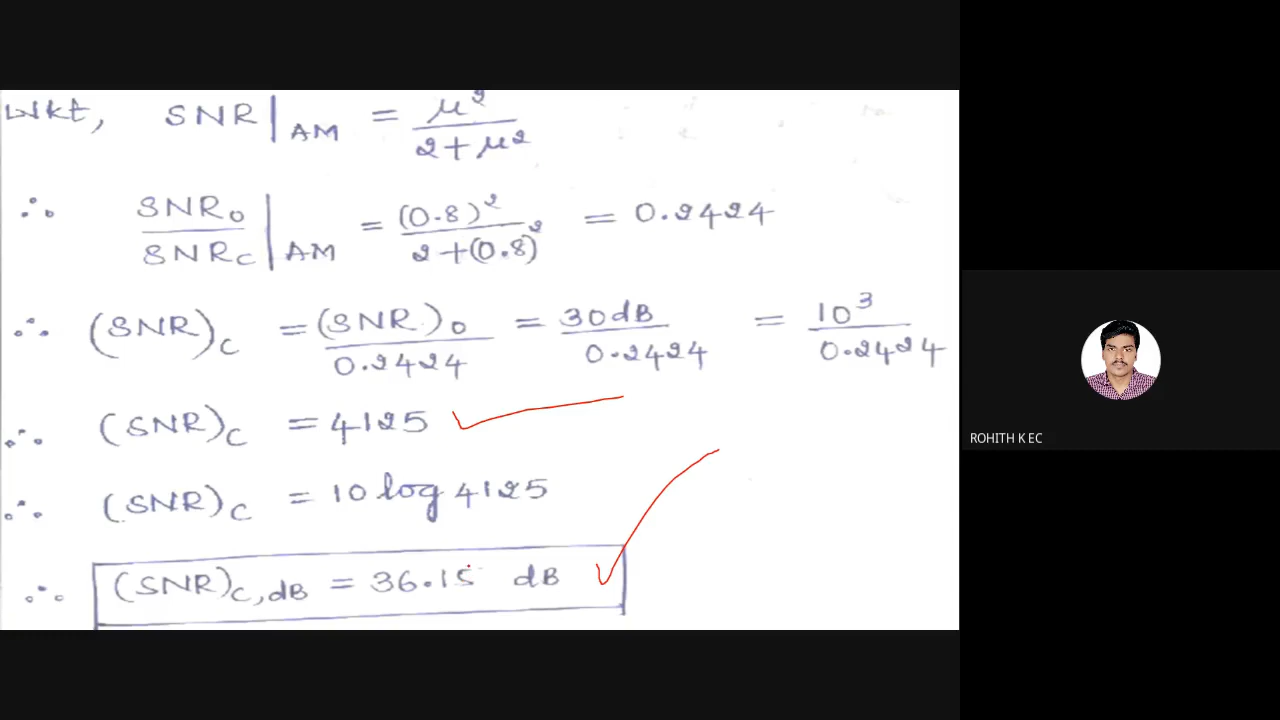 Wkt, SNR|AM = μ² / 2+μ²
∴ SNRO / SNRC |AM = (0.8)² / 2+(0.8)² = 0.2424
∴ (SNR)C = (SNR)O / 0.2424 = 30dB / 0.2424 = 10³ / 0.2424
∴ (SNR)C = 4125
∴ (SNR)C = 10 log 4125
∴ (SNR)C,dB = 36.15 dB
ROHITH K EC